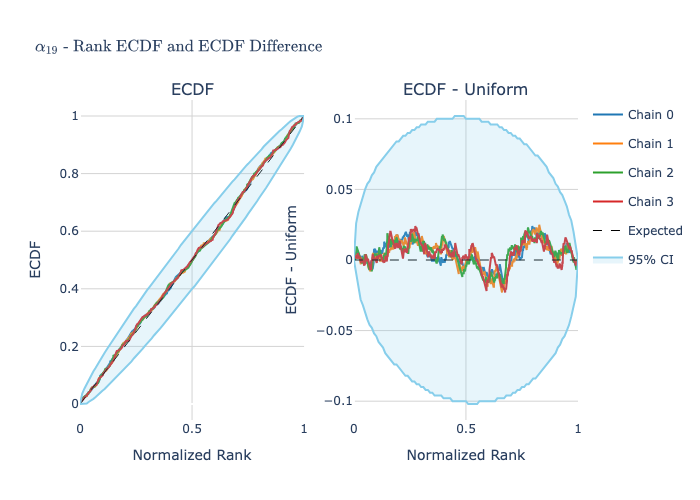 α₁₉ - Rank ECDF and ECDF Difference
ECDF
ECDF - Uniform
ECDF
1
0.8
0.6
0.4
0.2
0
0
0.5
1
Normalized Rank
ECDF - Uniform
0.1
0.05
0
−0.05
−0.1
0
0.5
1
Normalized Rank
Chain 0
Chain 1
Chain 2
Chain 3
Expected
95% CI